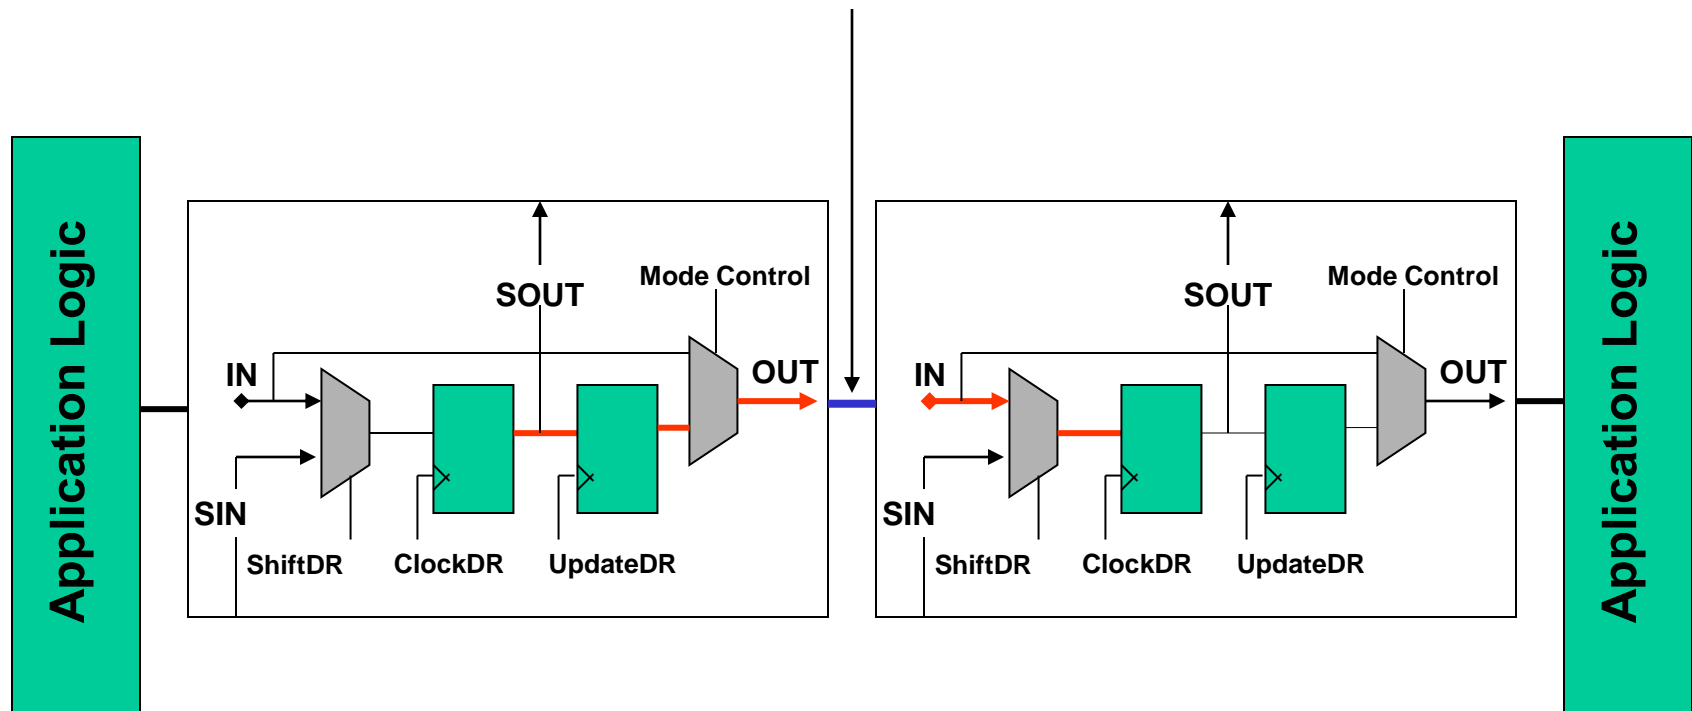 Application Logic
SOUT
Mode Control
IN
OUT
SIN
ShiftDR
ClockDR
UpdateDR
SOUT
Mode Control
IN
OUT
SIN
ShiftDR
ClockDR
UpdateDR
Application Logic